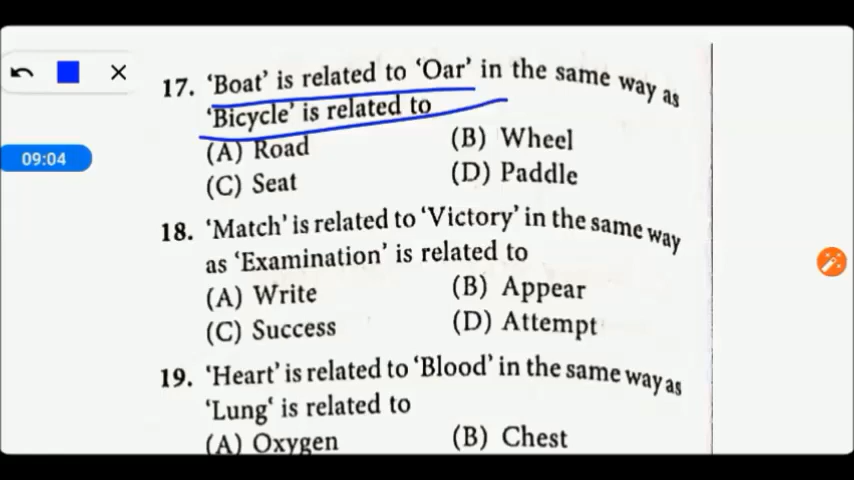 17. 'Boat' is related to 'Oar' in the same way as
'Bicycle' is related to
(A) Road (B) Wheel
(C) Seat (D) Paddle
09:04
18. 'Match' is related to 'Victory' in the same way
as 'Examination' is related to
(A) Write (B) Appear
(C) Success (D) Attempt
19. 'Heart' is related to 'Blood' in the same way as
'Lung' is related to
(A) Oxygen (B) Chest